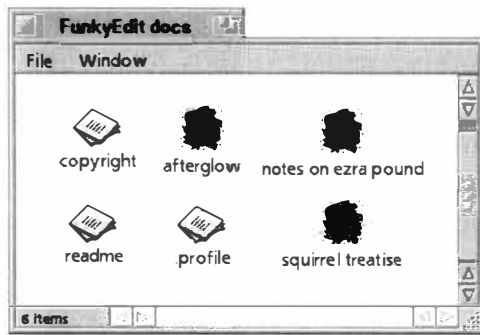 FunkyEdit docs
File Window
copyright afterglow notes on ezra pound
readme .profile squirrel treatise
6 items